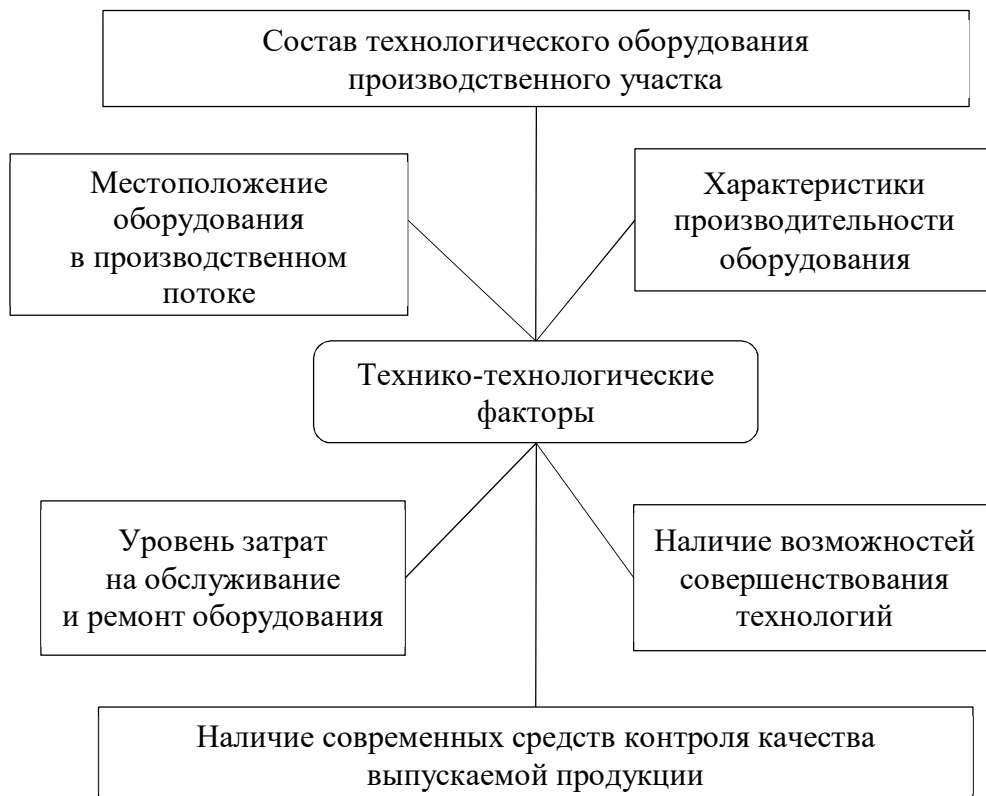 Состав технологического оборудования
производственного участка
Местоположение
оборудования
в производственном
потоке
Характеристики
производительности
оборудования
Технико-технологические
факторы
Уровень затрат
на обслуживание
и ремонт оборудования
Наличие возможностей
совершенствования
технологий
Наличие современных средств контроля качества
выпускаемой продукции